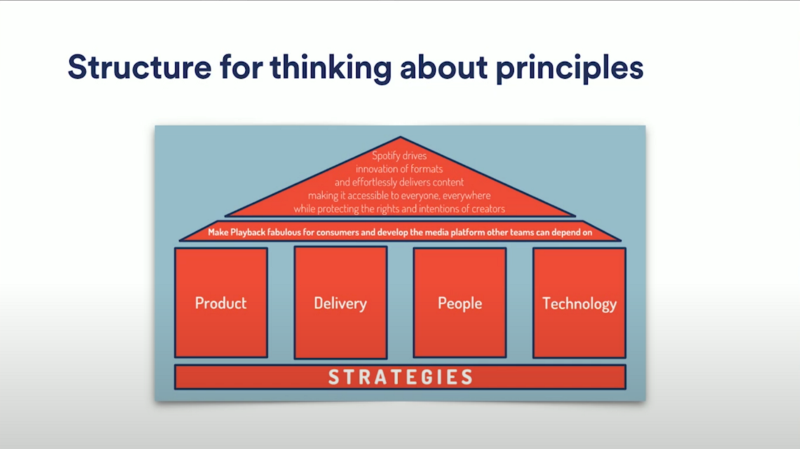 Structure for thinking about principles
Spotify drives
innovation of formats
and effortlessly delivers content
making it accessible to everyone, everywhere
while protecting the rights and intentions of creators
Make Playback fabulous for consumers and develop the media platform other teams can depend on
Product
Delivery
People
Technology
STRATEGIES